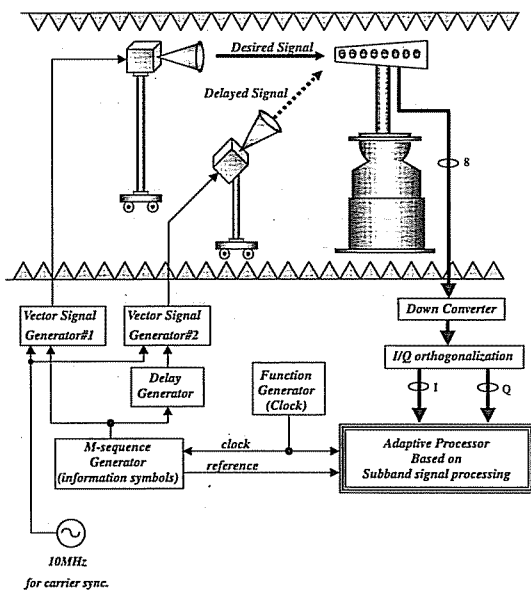 Desired Signal
Delayed Signal
8
Vector Signal
Generator#1
Vector Signal
Generator#2
Down Converter
I/Q orthogonalization
Delay
Generator
Function
Generator
(Clock)
I
Q
M-sequence
Generator
(information symbols)
clock
reference
Adaptive Processor
Based on
Subband signal processing
10MHz
for carrier sync.